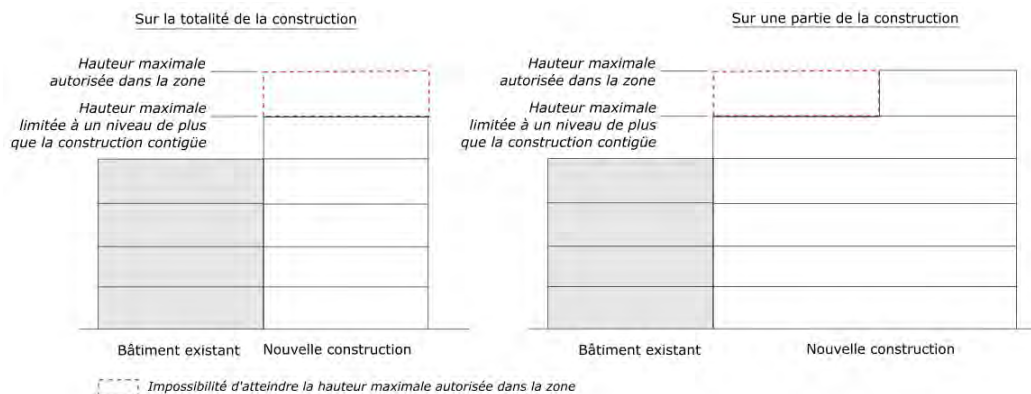 Sur la totalité de la construction
Hauteur maximale
autorisée dans la zone
Hauteur maximale
limitée à un niveau de plus
que la construction contigüe
Bâtiment existant
Nouvelle construction
Sur une partie de la construction
Hauteur maximale
autorisée dans la zone
Hauteur maximale
limitée à un niveau de plus
que la construction contigüe
Bâtiment existant
Nouvelle construction
Impossibilité d'atteindre la hauteur maximale autorisée dans la zone